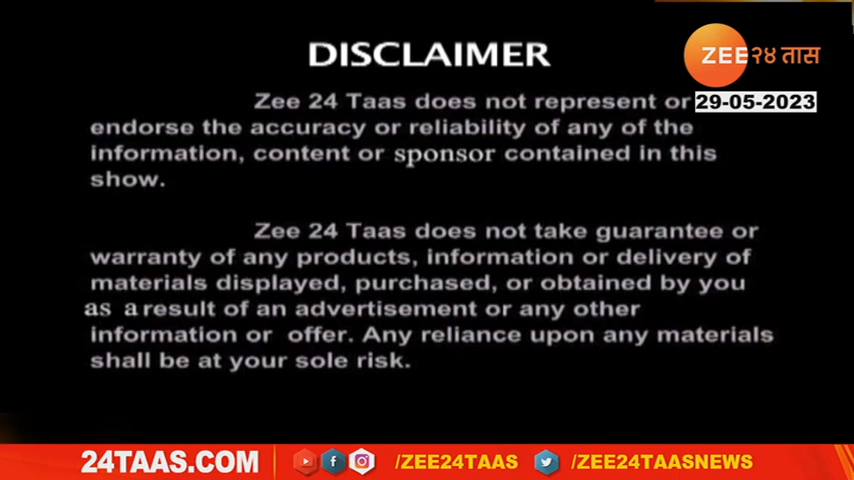 DISCLAIMER
ZEE २४ तास
29-05-2023
Zee 24 Taas does not represent or
endorse the accuracy or reliability of any of the
information, content or sponsor contained in this
show.
Zee 24 Taas does not take guarantee or
warranty of any products, information or delivery of
materials displayed, purchased, or obtained by you
as a result of an advertisement or any other
information or offer. Any reliance upon any materials
shall be at your sole risk.
24TAAS.COM /ZEE24TAAS /ZEE24TAASNEWS